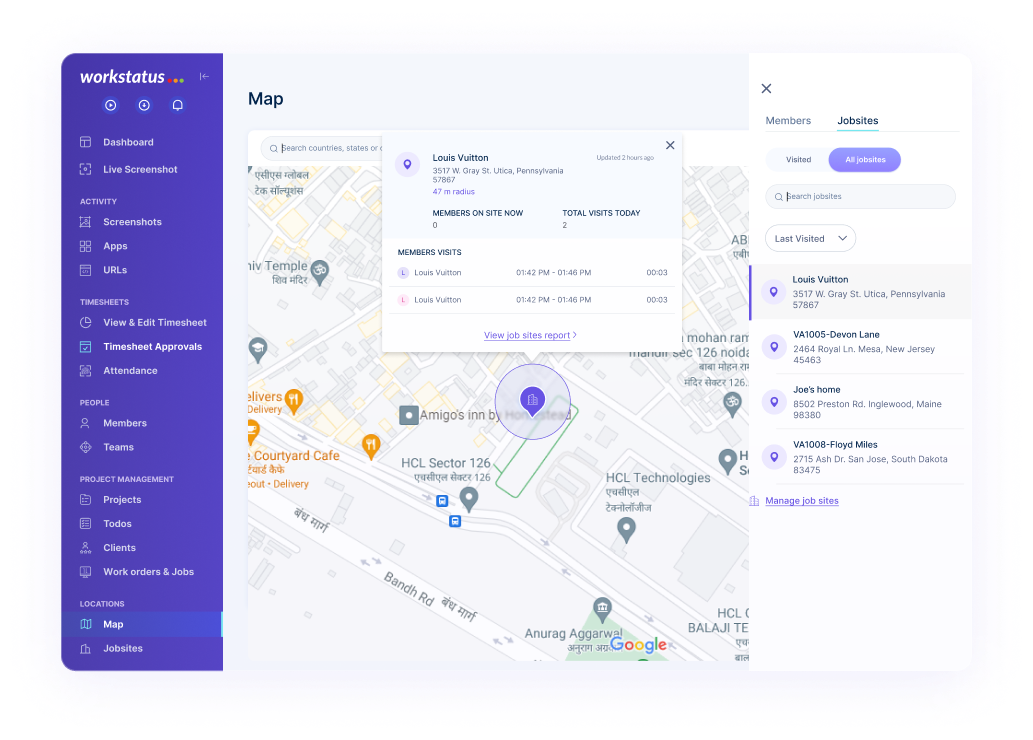 workstatus
Dashboard
Live Screenshot
ACTIVITY
Screenshots
Apps
URLs
TIMESHEETS
View & Edit Timesheet
Timesheet Approvals
Attendance
PEOPLE
Members
Teams
PROJECT MANAGEMENT
Projects
Todos
Clients
Work orders & Jobs
LOCATIONS
Map
Jobsites
Map
Search countries, states or c
Louis Vuitton
Updated 2 hours ago
3517 W. Gray St. Utica, Pennsylvania
57867
47 m radius
MEMBERS ON SITE NOW
TOTAL VISITS TODAY
0
2
MEMBERS VISITS
L Louis Vuitton 01:42 PM - 01:46 PM 00:03
L Louis Vuitton 01:42 PM - 01:46 PM 00:03
View job sites report
एसीएस ग्लोबल
टेक सॉल्यूशंस
niv Temple
शिव मंदिर
AB
mohan ram
mandir sec 126 noida
बाबा मोहन रा
मंदिर सेक्टर 126.
elivers
Delivery
Amigo's inn by Homestead
e Courtyard Cafe
र्टयार्ड कैफे
eout • Delivery
HCL Sector 126
एचसीएल सेक्टर 126
HCL Technologies
एचसीएल
टेक्नोलॉजीज
H
Se
बंध मार्ग
Bandh Rd बंध मार्ग
Anurag Aggarwal
अनुराग अग्र
Google
HCL C
BALAJI TE
एच
बाल
Members
Jobsites
Visited
All jobsites
Search jobsites
Last Visited
Louis Vuitton
3517 W. Gray St. Utica, Pennsylvania
57867
VA1005-Devon Lane
2464 Royal Ln. Mesa, New Jersey
45463
Joe's home
8502 Preston Rd. Inglewood, Maine
98380
VA1008-Floyd Miles
2715 Ash Dr. San Jose, South Dakota
83475
Manage job sites